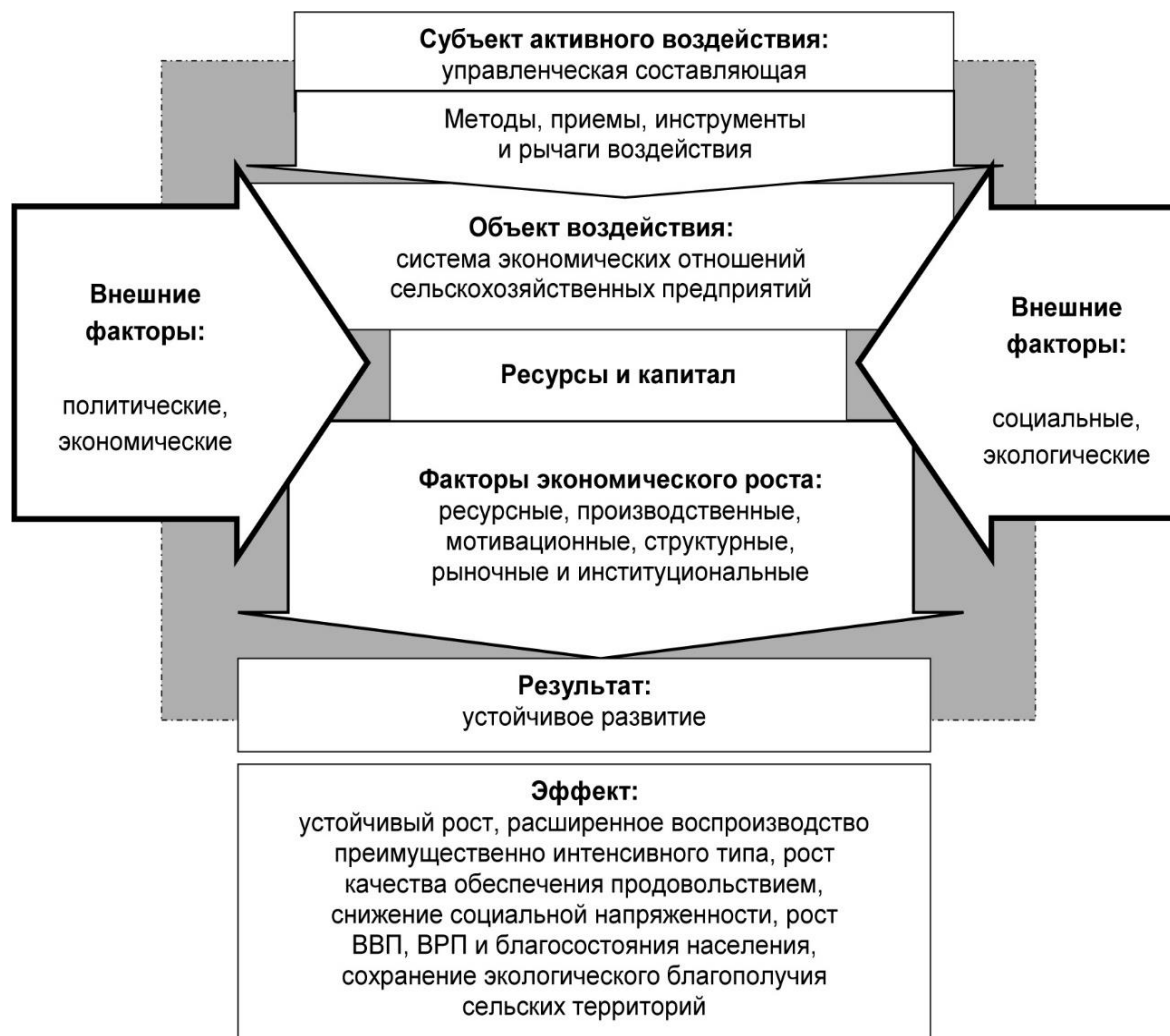 Субъект активного воздействия:
управленческая составляющая
Методы, приемы, инструменты
и рычаги воздействия
Объект воздействия:
система экономических отношений
сельскохозяйственных предприятий
Внешние
факторы:
политические,
экономические
Ресурсы и капитал
Внешние
факторы:
социальные,
экологические
Факторы экономического роста:
ресурсные, производственные,
мотивационные, структурные,
рыночные и институциональные
Результат:
устойчивое развитие
Эффект:
устойчивый рост, расширенное воспроизводство
преимущественно интенсивного типа, рост
качества обеспечения продовольствием,
снижение социальной напряженности, рост
ВВП, ВРП и благосостояния населения,
сохранение экологического благополучия
сельских территорий